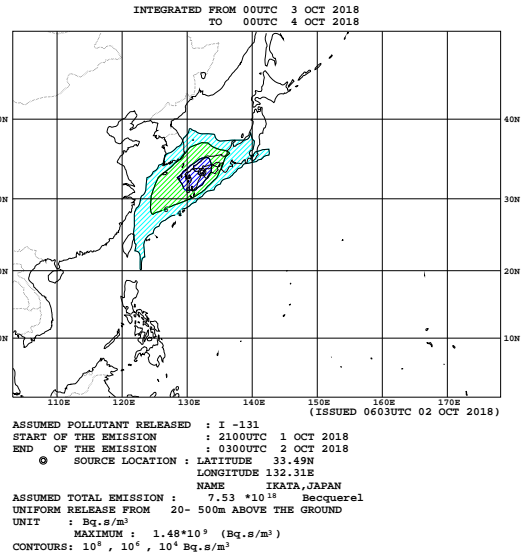 INTEGRATED FROM 00UTC  3 OCT 2018
TO  00UTC  4 OCT 2018
40N
30N
20N
10N
6
4
110E 120E 130E 140E 150E 160E 170E
(ISSUED 0603UTC 02 OCT 2018)
ASSUMED POLLUTANT RELEASED : I -131
START OF THE EMISSION : 2100UTC 1 OCT 2018
END OF THE EMISSION : 0300UTC 2 OCT 2018
◎ SOURCE LOCATION : LATITUDE 33.49N
LONGITUDE 132.31E
NAME IKATA,JAPAN
ASSUMED TOTAL EMISSION : 7.53 *10¹⁸ Becquerel
UNIFORM RELEASE FROM 20- 500m ABOVE THE GROUND
UNIT : Bq.s/m³
MAXIMUM : 1.48*10⁹ (Bq.s/m³)
CONTOURS: 10⁸ , 10⁶ , 10⁴ Bq.s/m³